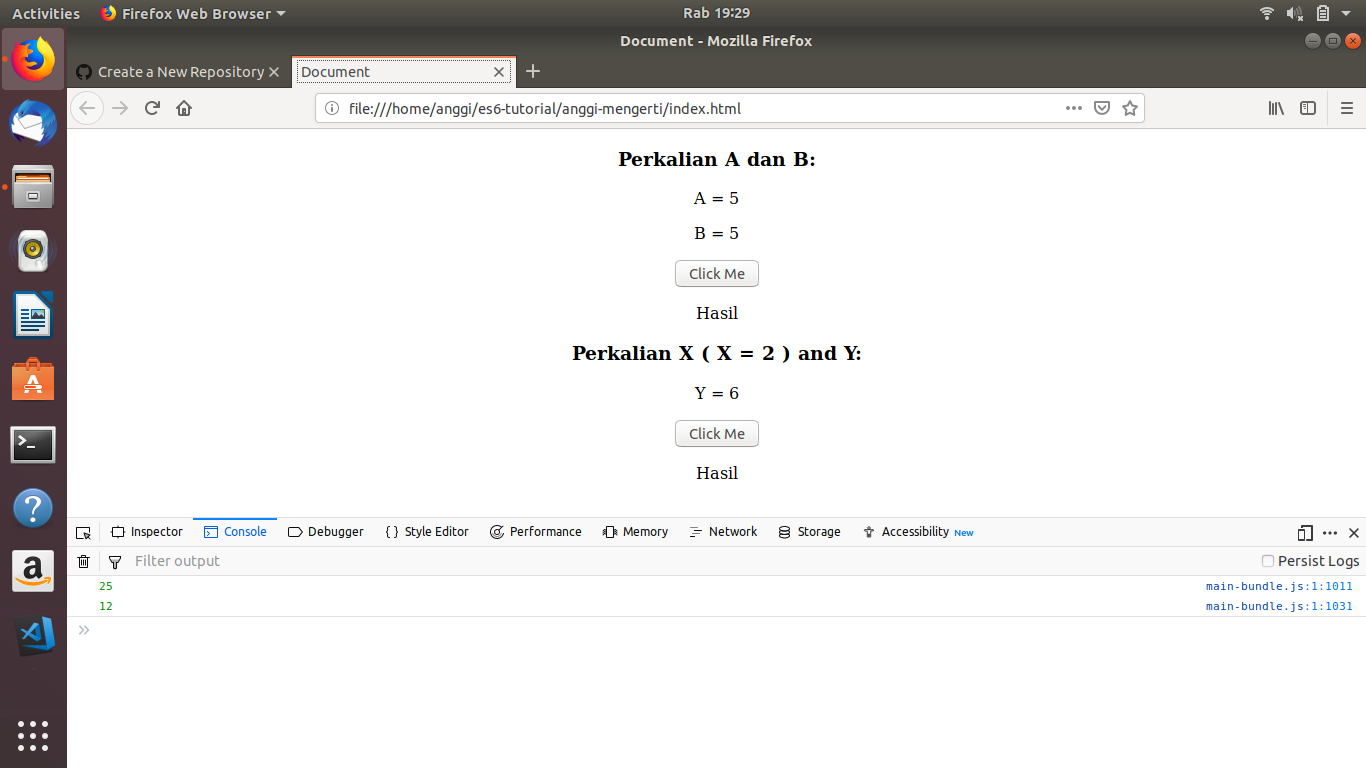 Activities Firefox Web Browser Rab 19:29
Document - Mozilla Firefox
Create a New Repository Document
file:///home/anggi/es6-tutorial/anggi-mengerti/index.html
Perkalian A dan B:
A = 5
B = 5
Click Me
Hasil
Perkalian X ( X = 2 ) and Y:
Y = 6
Click Me
Hasil
Inspector Console Debugger Style Editor Performance Memory Network Storage Accessibility New
Filter output Persist Logs
25 main-bundle.js:1:1011
12 main-bundle.js:1:1031